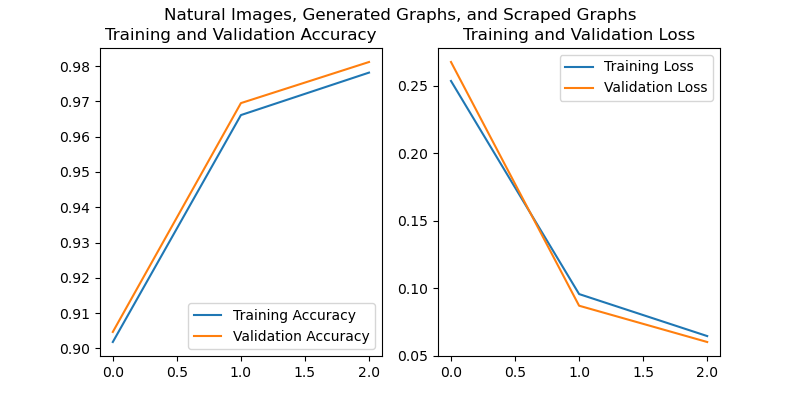 Natural Images, Generated Graphs, and Scraped Graphs
Training and Validation Accuracy
0.98
0.97
0.96
0.95
0.94
0.93
0.92
0.91
0.90
Training Accuracy
Validation Accuracy
0.0 0.5 1.0 1.5 2.0
Training and Validation Loss
Training Loss
Validation Loss
0.25
0.20
0.15
0.10
0.05
0.0 0.5 1.0 1.5 2.0